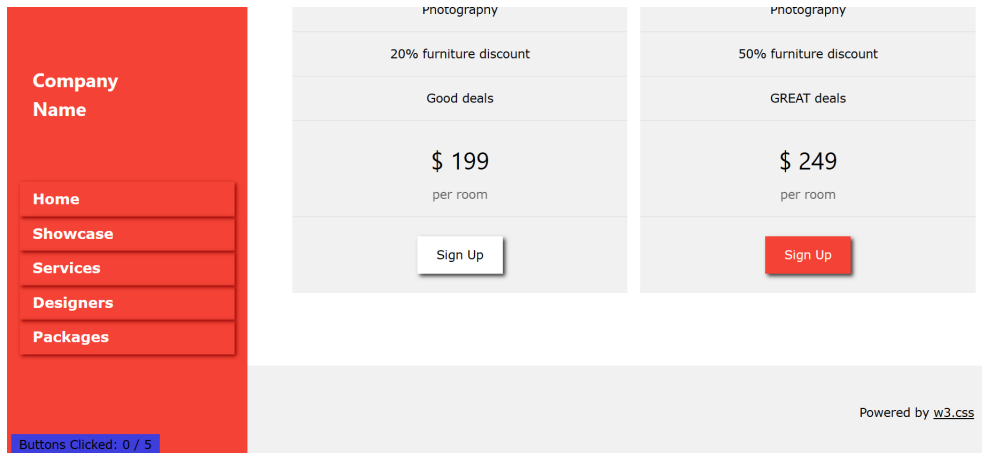 Company
Name
Home
Showcase
Services
Designers
Packages
Buttons Clicked: 0 / 5
Photography
20% furniture discount
Good deals
$ 199
per room
Sign Up
Photography
50% furniture discount
GREAT deals
$ 249
per room
Sign Up
Powered by w3.css